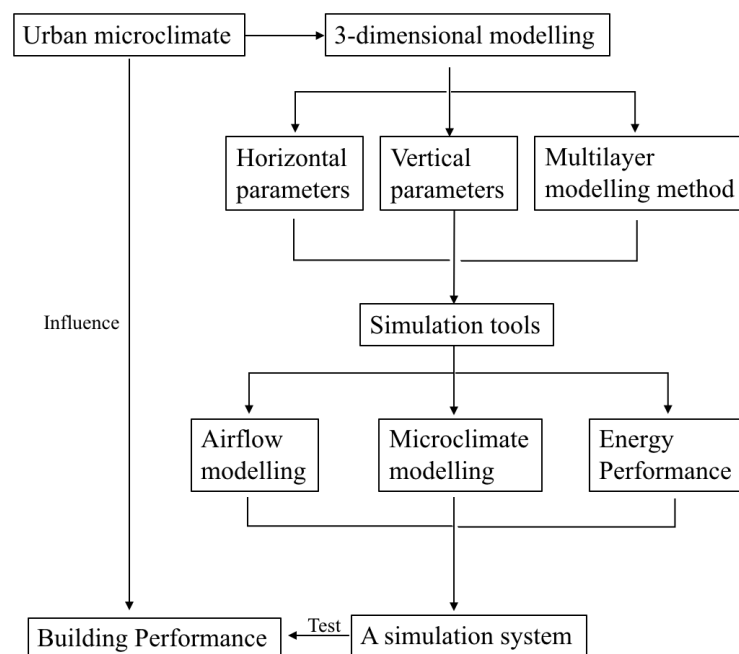 Urban microclimate
3-dimensional modelling
Horizontal
parameters
Vertical
parameters
Multilayer
modelling method
Influence
Simulation tools
Airflow
modelling
Microclimate
modelling
Energy
Performance
Building Performance
Test
A simulation system